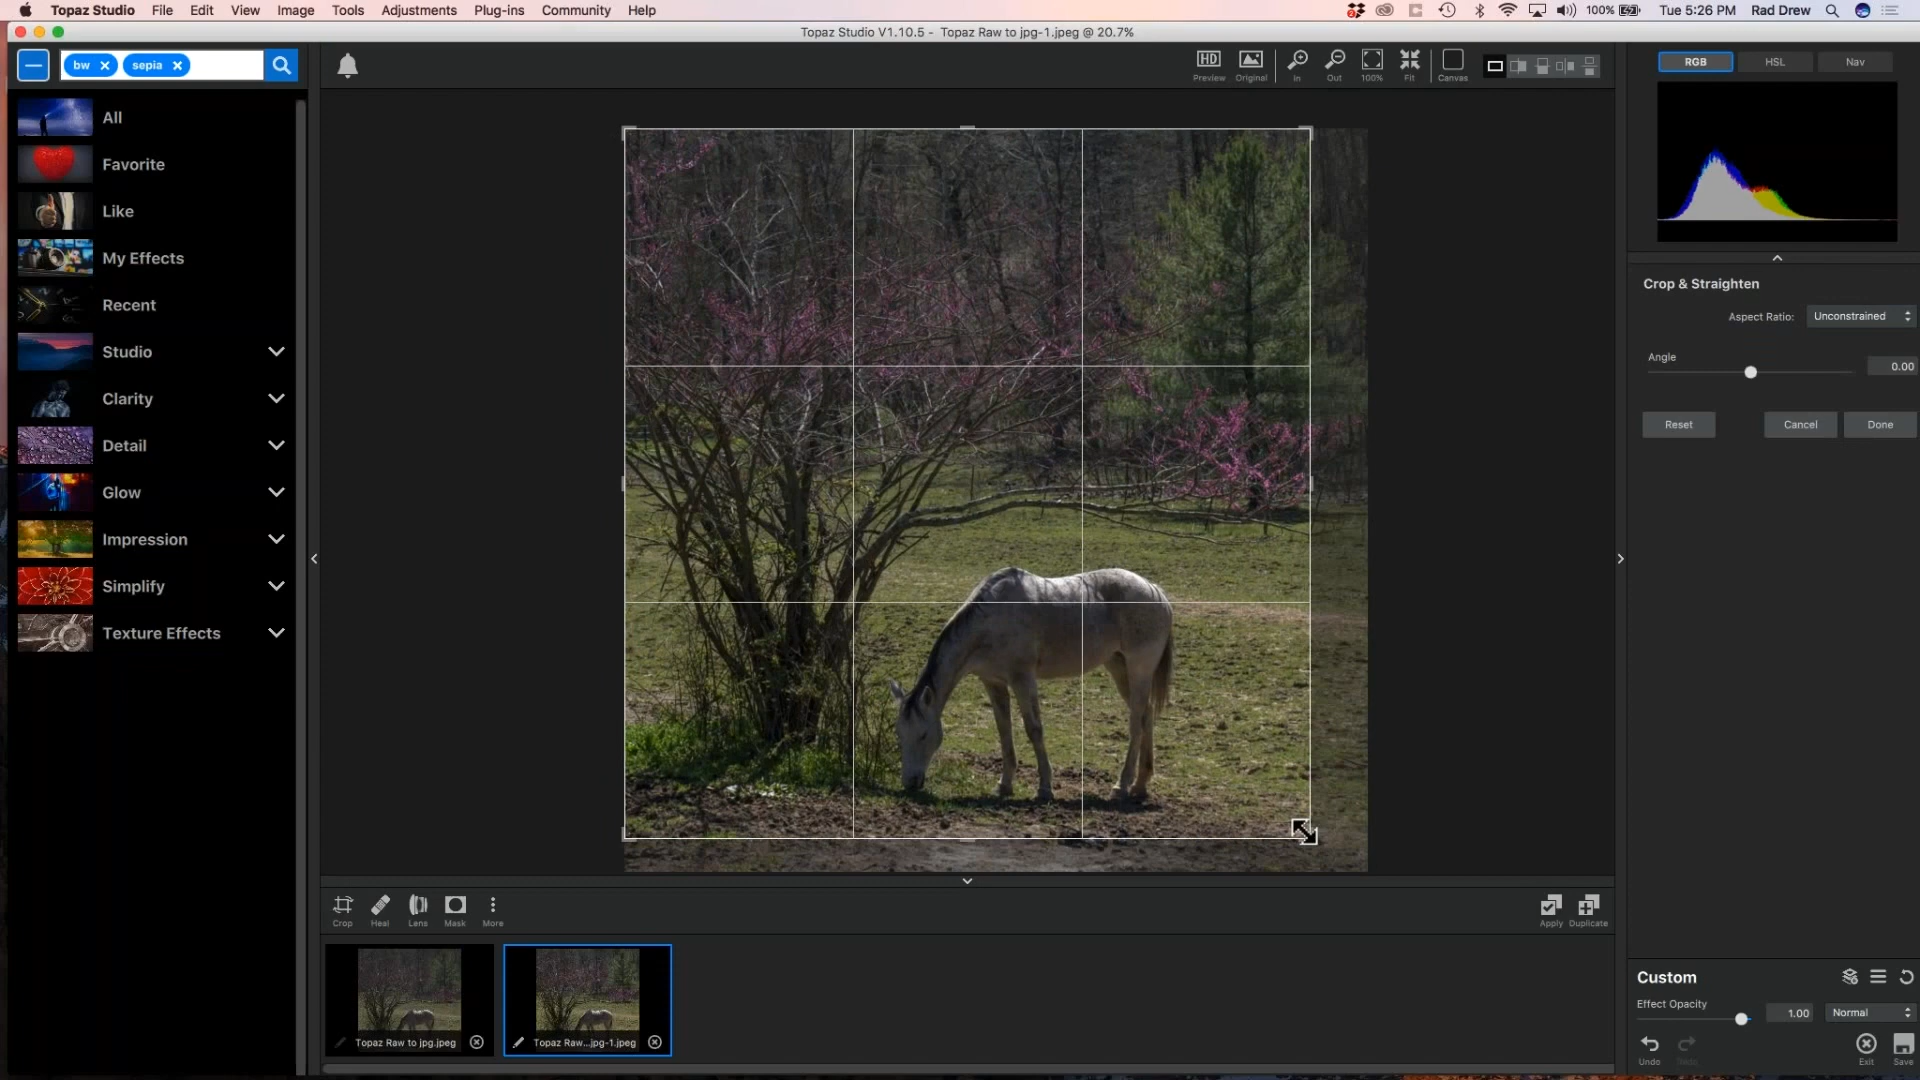 Topaz Studio File Edit View Image Tools Adjustments Plug-ins Community Help 100% Tue 5:26 PM Rad Drew
Topaz Studio V1.10.5 - Topaz Raw to jpg-1.jpeg @ 20.7%
bw sepia
HD
Preview Original In Out 100% Fit Canvas
RGB HSL Nav
All
Favorite
Like
My Effects
Recent
Studio
Clarity
Detail
Glow
Impression
Simplify
Texture Effects
Crop & Straighten
Aspect Ratio: Unconstrained
Angle
0.00
Reset Cancel Done
Crop Heal Lens Mask More Apply Duplicate
Topaz Raw to jpg.jpeg Topaz Raw...jpg-1.jpeg
Custom
Effect Opacity
1.00 Normal
Undo Redo Exit Save